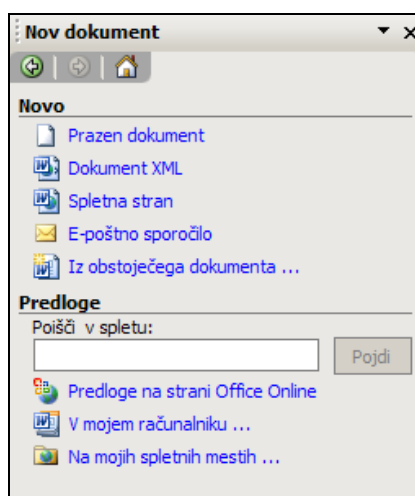 Nov dokument
Novo
Prazen dokument
Dokument XML
Spletna stran
E-poštno sporočilo
Iz obstoječega dokumenta ...
Predloge
Poišči v spletu:
Pojdi
Predloge na strani Office Online
V mojem računalniku ...
Na mojih spletnih mestih ...